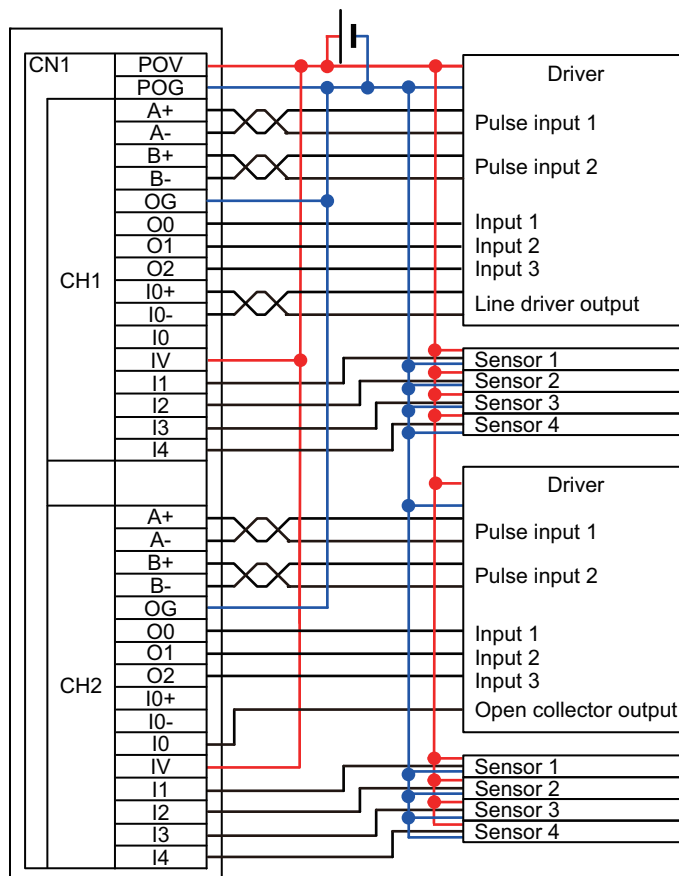 CN1
POV
POG
CH1
A+
A-
B+
B-
OG
O0
O1
O2
I0+
I0-
I0
IV
I1
I2
I3
I4
Driver
Pulse input 1
Pulse input 2
Input 1
Input 2
Input 3
Line driver output
Sensor 1
Sensor 2
Sensor 3
Sensor 4
CH2
A+
A-
B+
B-
OG
O0
O1
O2
I0+
I0-
I0
IV
I1
I2
I3
I4
Driver
Pulse input 1
Pulse input 2
Input 1
Input 2
Input 3
Open collector output
Sensor 1
Sensor 2
Sensor 3
Sensor 4